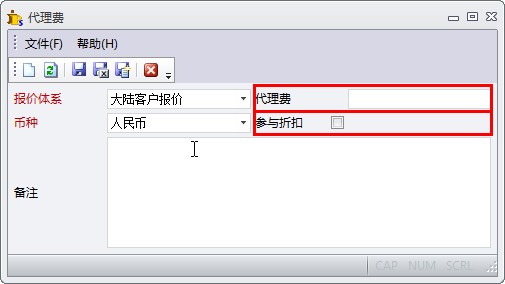 代理费
文件(F) 帮助(H)
报价体系 大陆客户报价 代理费
币种 人民币 参与折扣
备注
CAP NUM SCRL